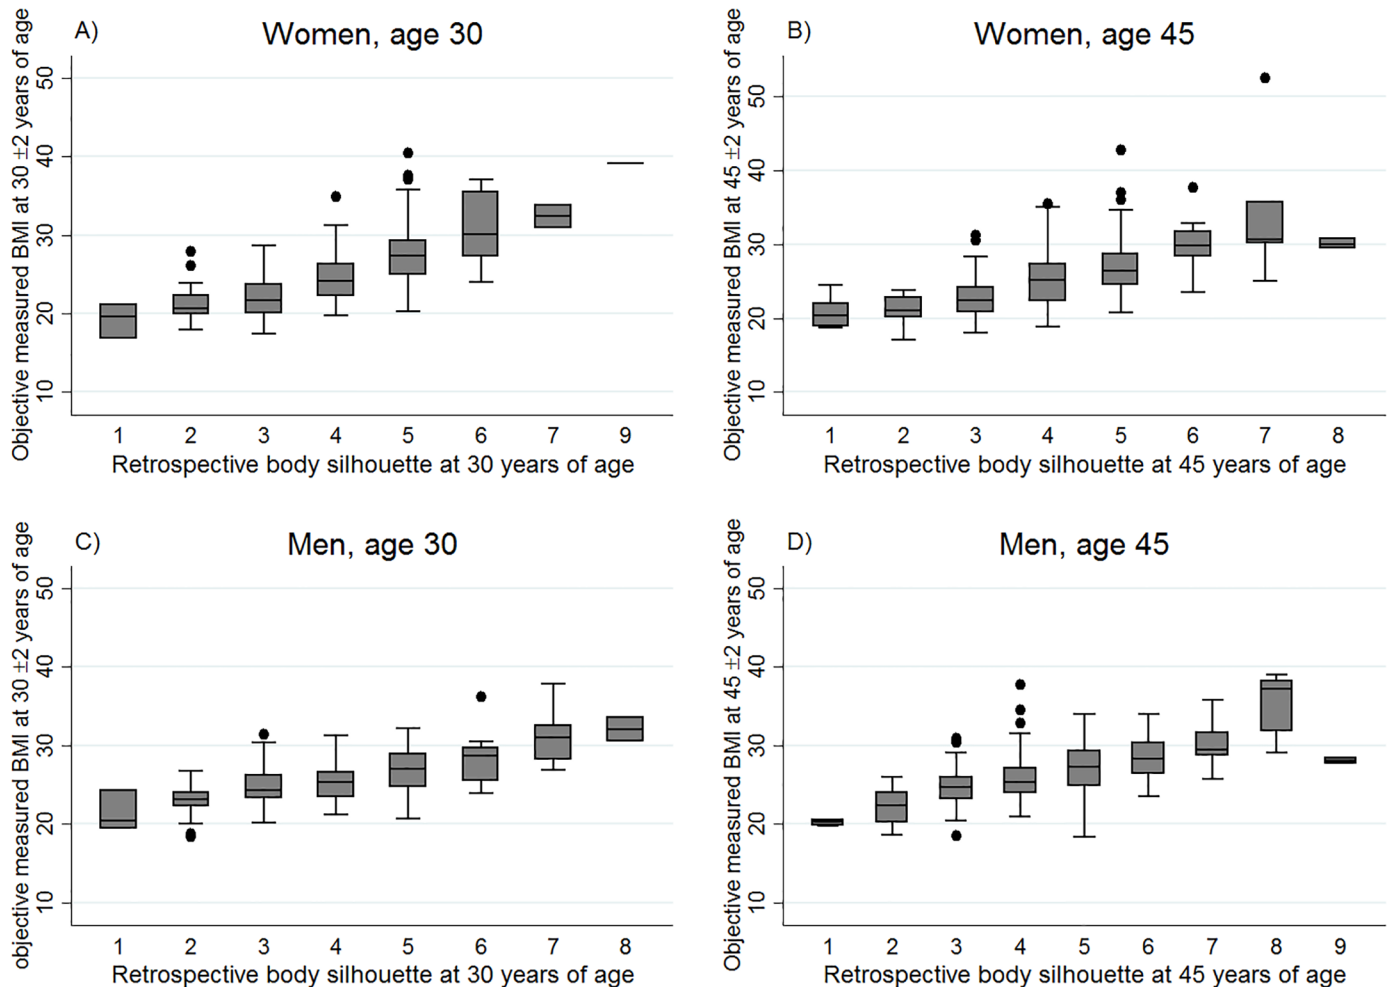 A)
Women, age 30
Objective measured BMI at 30 ±2 years of age
50
40
30
20
10
1 2 3 4 5 6 7 9
Retrospective body silhouette at 30 years of age
B)
Women, age 45
Objective measured BMI at 45 ±2 years of age
50
40
30
20
10
1 2 3 4 5 6 7 8
Retrospective body silhouette at 45 years of age
C)
Men, age 30
objective measured BMI at 30 ±2 years of age
50
40
30
20
10
1 2 3 4 5 6 7 8
Retrospective body silhouette at 30 years of age
D)
Men, age 45
Objective measured BMI at 45 ±2 years of age
50
40
30
20
10
1 2 3 4 5 6 7 8 9
Retrospective body silhouette at 45 years of age